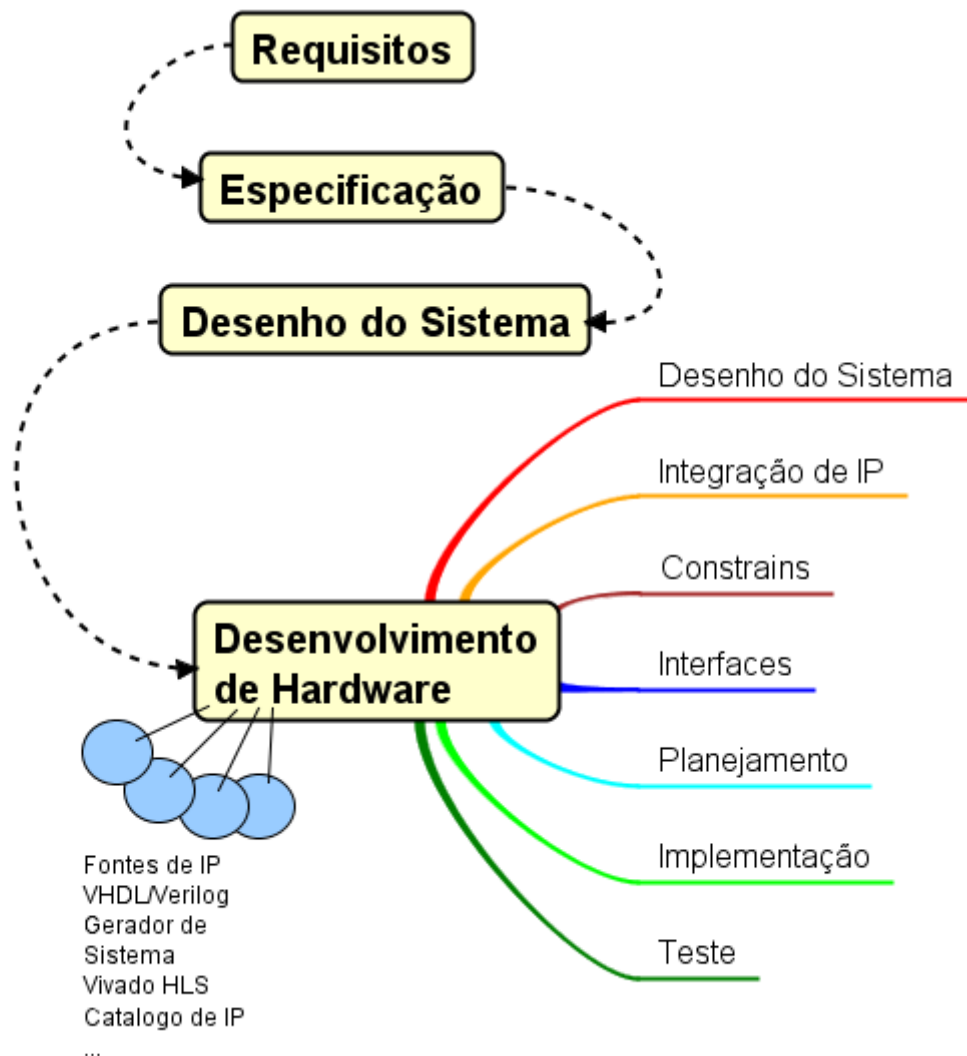 Requisitos
Especificação
Desenho do Sistema
Desenho do Sistema
Integração de IP
Constrains
Desenvolvimento
de Hardware
Interfaces
Planejamento
Implementação
Teste
Fontes de IP
VHDL/Verilog
Gerador de
Sistema
Vivado HLS
Catalogo de IP
...